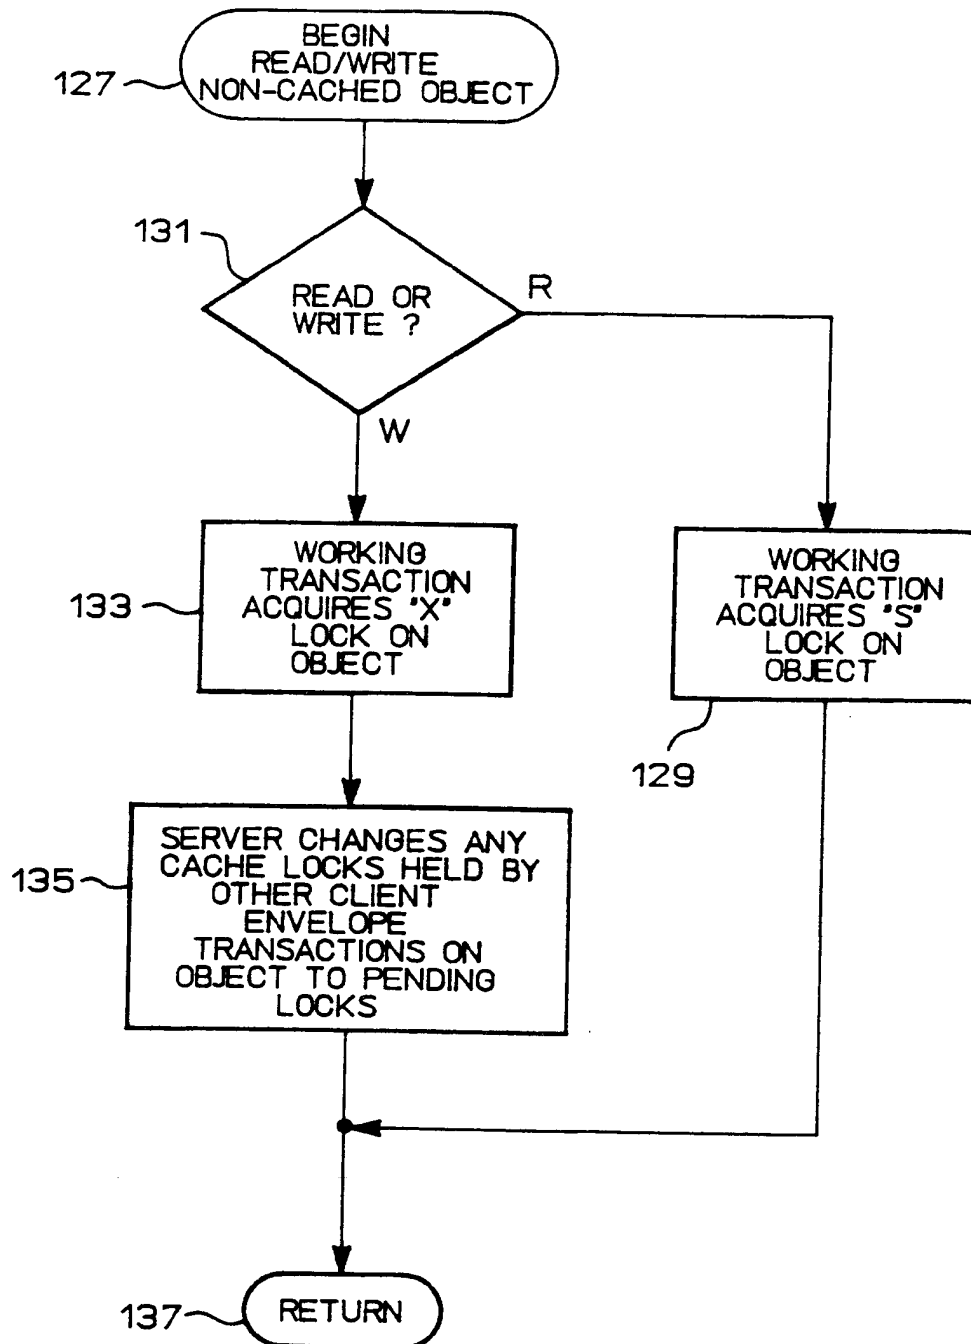 BEGIN
READ/WRITE
NON-CACHED OBJECT
127
131
READ OR
WRITE ?
R
W
WORKING
TRANSACTION
ACQUIRES "X"
LOCK ON
OBJECT
133
WORKING
TRANSACTION
ACQUIRES "S"
LOCK ON
OBJECT
129
SERVER CHANGES ANY
CACHE LOCKS HELD BY
OTHER CLIENT
ENVELOPE
TRANSACTIONS ON
OBJECT TO PENDING
LOCKS
135
RETURN
137